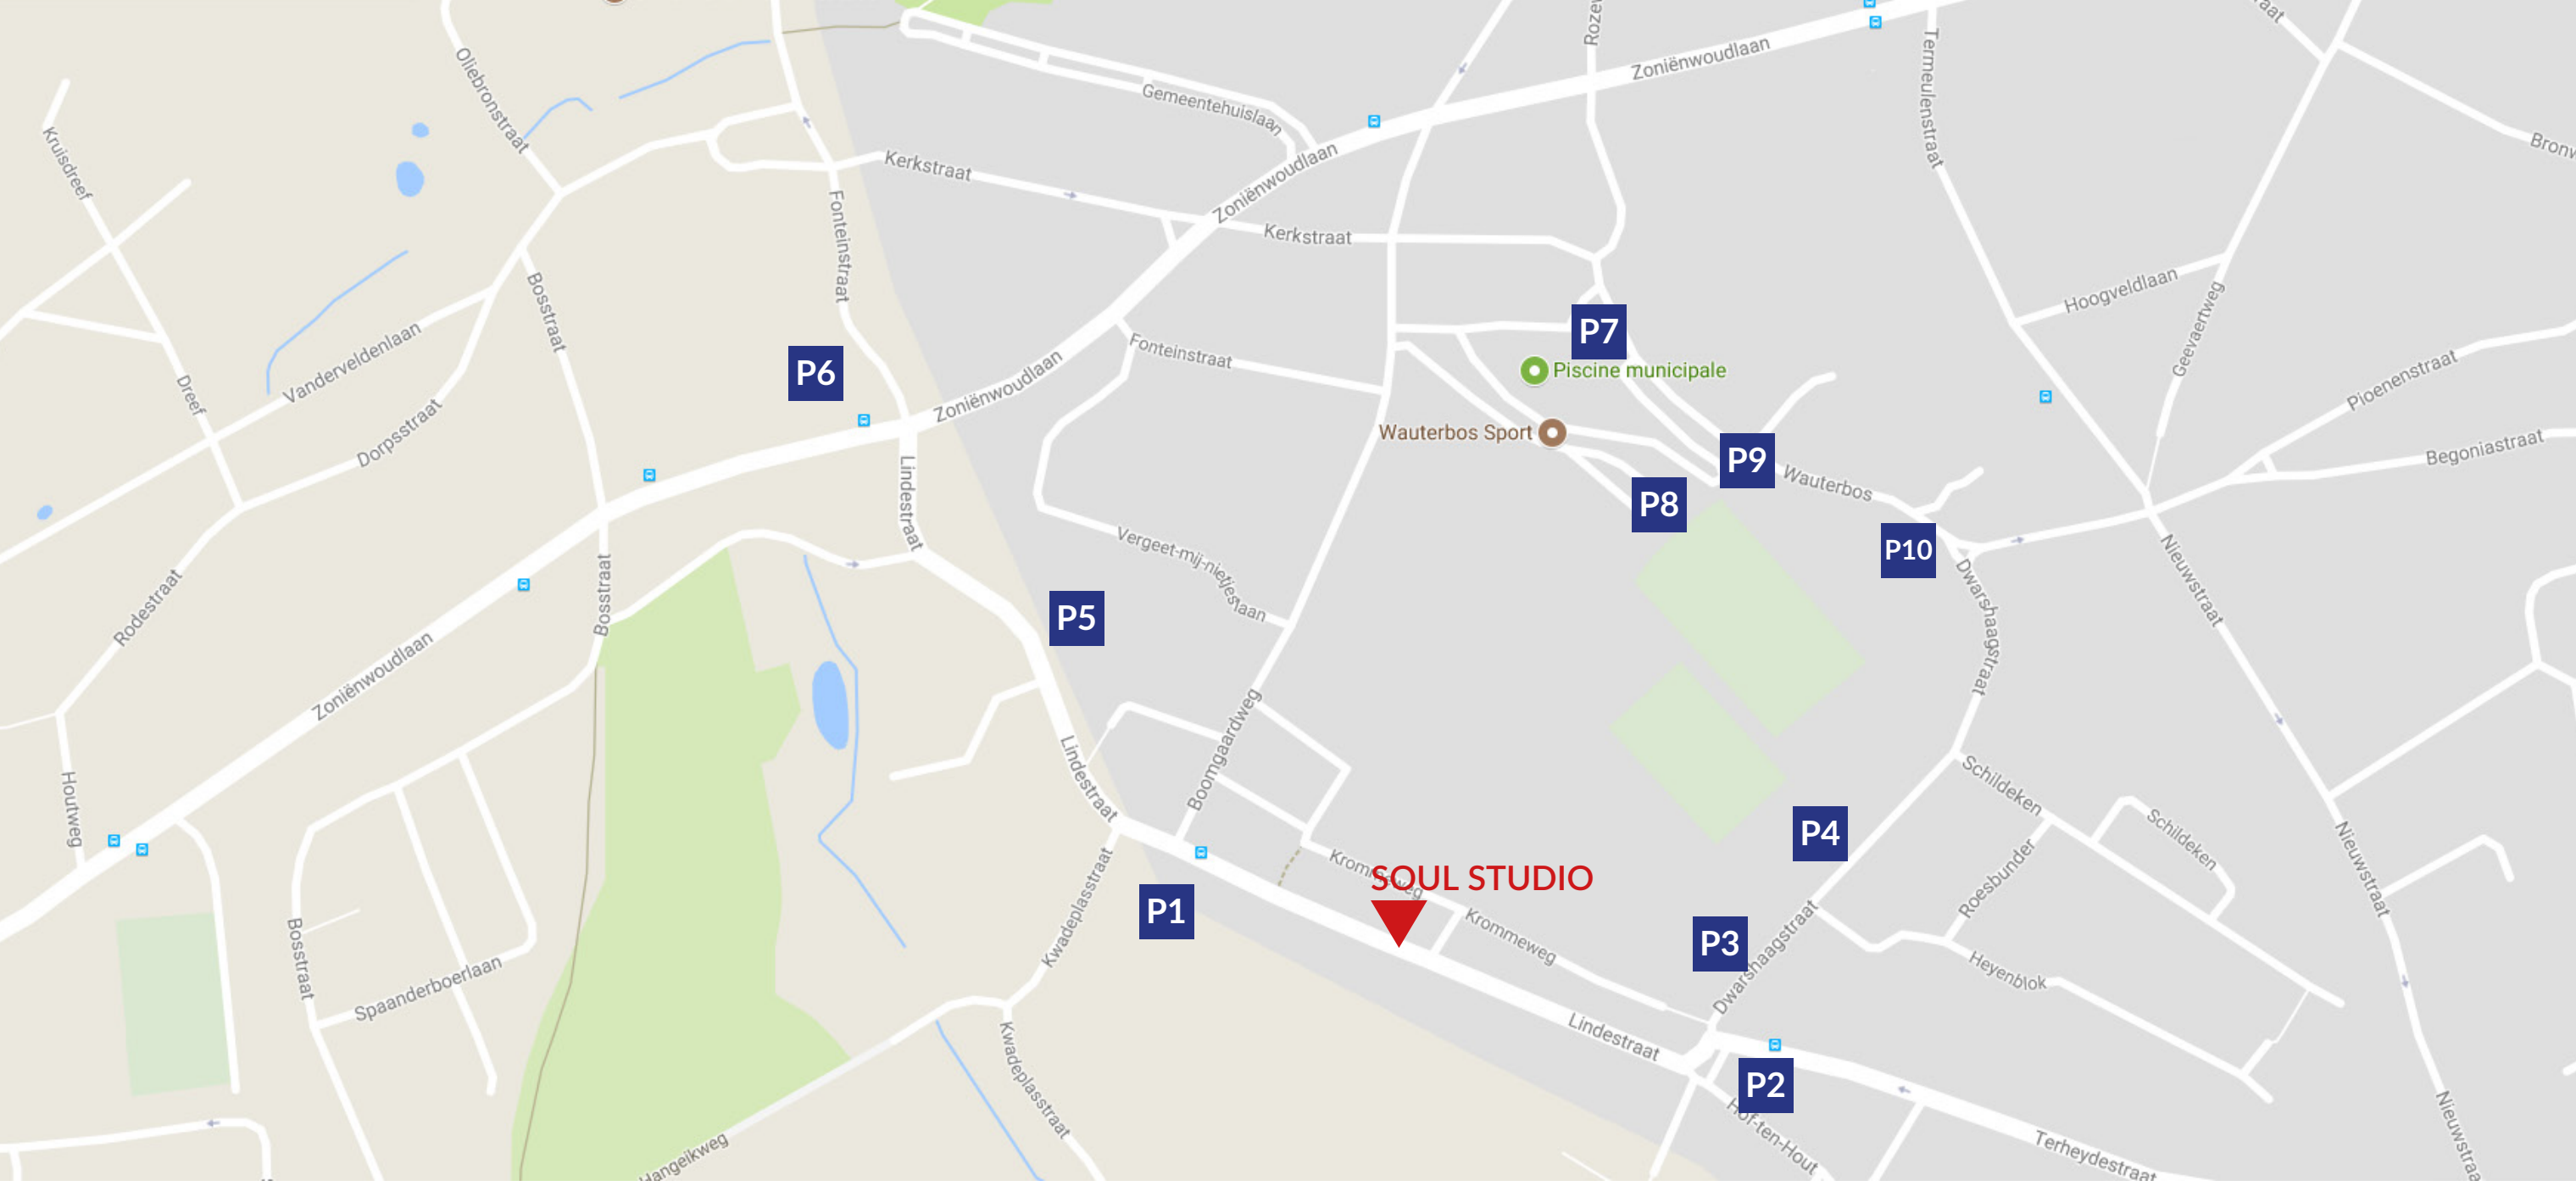 Oliebronstraat
Kruisdreef
Gemeentehuislaan
Zoniënwoudlaan
Termeulenstraat
Kerkstraat
Fonteinstraat
Zoniënwoudlaan
Kerkstraat
Bosstraat
Hoogveldlaan
Geevaertweg
Vanderveldenlaan
Dreef
Dorpsstraat
Zoniënwoudlaan
Fonteinstraat
P6
P7
Piscine municipale
Pioenenstraat
Begoniastraat
Wauterbos Sport
P9
Wauterbos
P8
Lindestraat
P10
Vergeet-mij-nietjeslaan
Rodestraat
Bosstraat
Nieuwstraat
Dwarshaagstraat
P5
Zoniënwoudlaan
Houtweg
Lindestraat
Boomgaardweg
Schildeken
Schildeken
P4
SOUL STUDIO
Roesbunder
Nieuwstraat
P1
Kwadeplasstraat
Krommeweg
P3
Dwarshaagstraat
Heyenblok
Bosstraat
Spaanderboerlaan
Lindestraat
P2
Kwadeplasstraat
Hof-ten-Hout
Terheydestraat
Hangeikweg